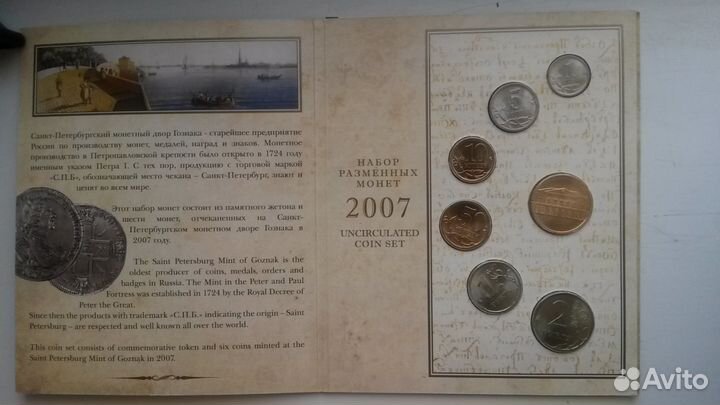 Санкт-Петербургский монетный двор Гознака - старейшее предприятие
России по производству монет, медалей, наград и знаков. Монетное
производство в Петропавловской крепости было открыто в 1724 году
именным указом Петра I. С тех пор, продукцию с торговой маркой
«С.П.Б», обозначающей место чекана – Санкт-Петербург, знают и
ценят во всем мире.
Этот набор монет состоит из памятного жетона и
шести монет, отчеканенных на Санкт-
Петербургском монетном дворе Гознака в
2007 году.
The Saint Petersburg Mint of Goznak is the
oldest producer of coins, medals, orders and
badges in Russia. The Mint in the Peter and Paul
Fortress was established in 1724 by the Royal Decree of
Peter the Great.
Since then the products with trademark «С.П.Б.» indicating the origin – Saint
Petersburg – are respected and well known all over the world.
This coin set consists of commemorative token and six coins minted at the
Saint Petersburg Mint of Goznak in 2007.
НАБОР
РАЗМЕННЫХ
МОНЕТ
2007
UNCIRCULATED
COIN SET
1
5
10
50
1
2
Avito